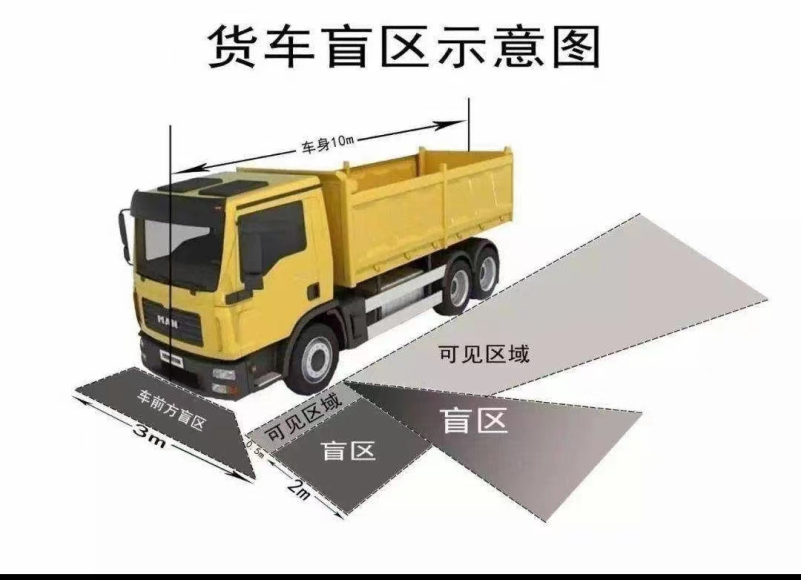 货车盲区示意图
车身10m
MAN
可见区域
车前方盲区
可见区域
盲区
盲区
3m
0.5m
2m